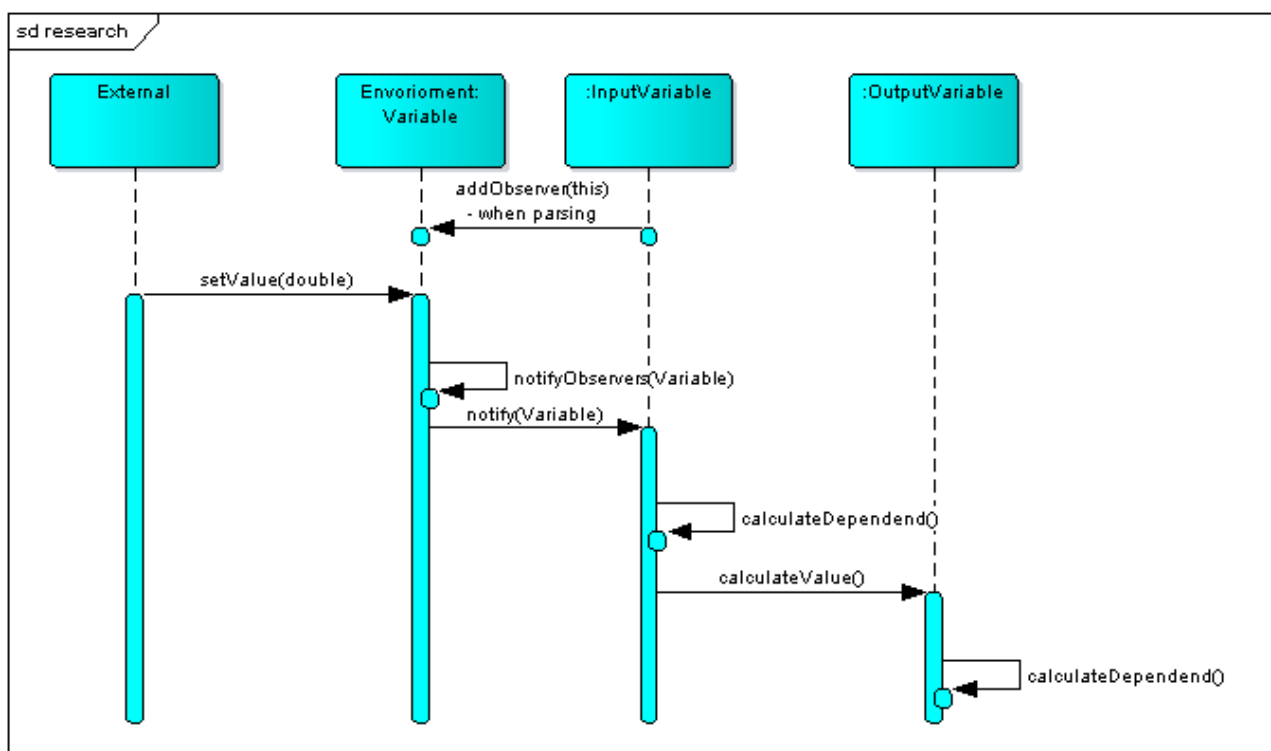 sd research
External
Envorioment:
Variable
:InputVariable
:OutputVariable
addObserver(this)
- when parsing
setValue(double)
notifyObservers(Variable)
notify(Variable)
calculateDependend()
calculateValue()
calculateDependend()